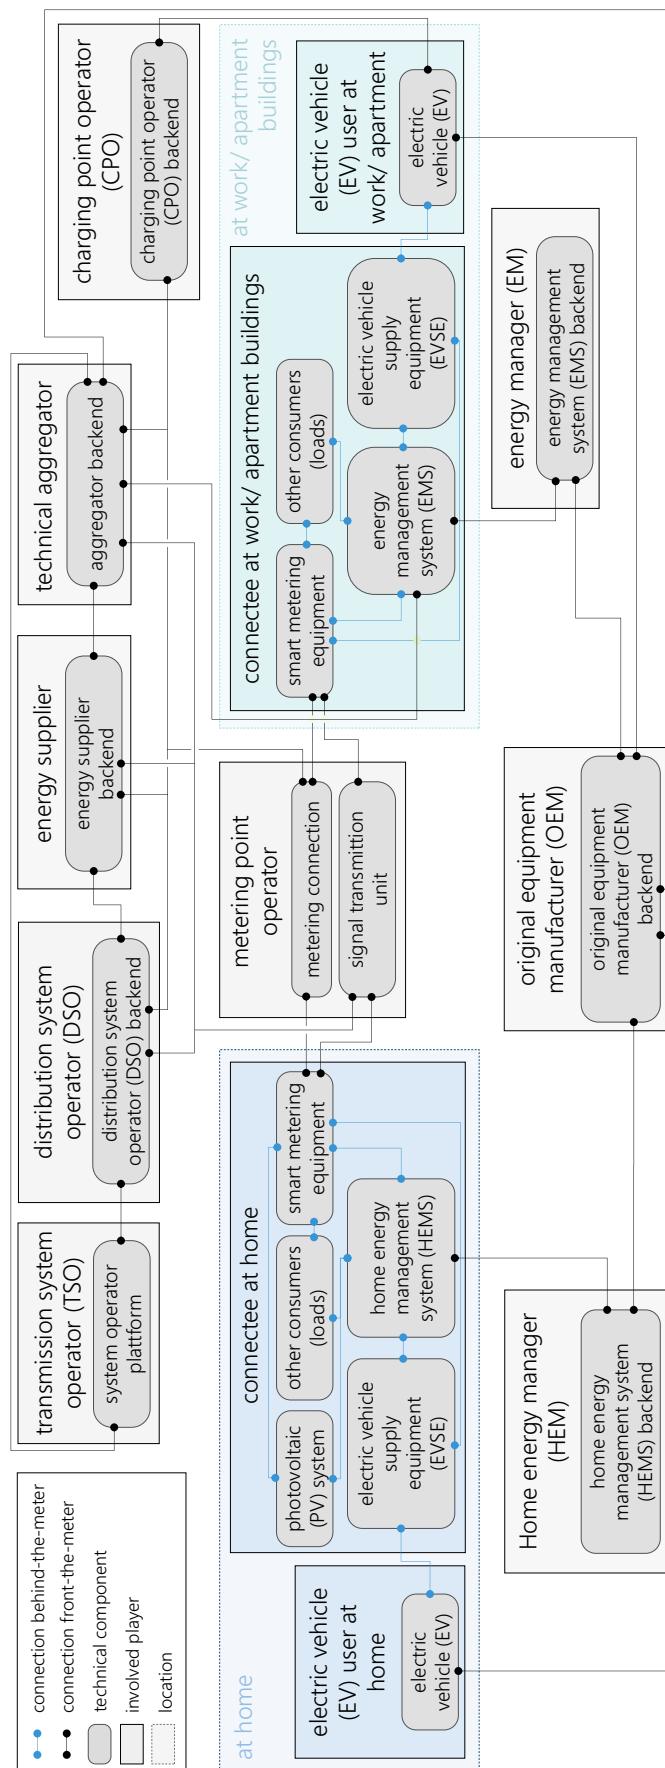 connection behind-the-meter
connection front-the-meter
technical component
involved player
location
transmission system
operator (TSO)
system operator
plattform
distribution system
operator (DSO)
distribution system
operator (DSO) backend
energy supplier
energy supplier
backend
technical aggregator
aggregator backend
charging point operator
(CPO)
charging point operator
(CPO) backend
at home
electric vehicle
(EV) user at
home
electric
vehicle (EV)
connectee at home
photovoltaic
(PV) system
other consumers
(loads)
smart metering
equipment
electric vehicle
supply
equipment
(EVSE)
home energy
management
system (HEMS)
metering point
operator
metering connection
signal transmittion
unit
connectee at work/ apartment buildings
smart metering
equipment
other consumers
(loads)
energy
management
system (EMS)
electric vehicle
supply
equipment
(EVSE)
at work/ apartment
buildings
electric vehicle
(EV) user at
work/ apartment
electric
vehicle (EV)
Home energy manager
(HEM)
home energy
management system
(HEMS) backend
original equipment
manufacturer (OEM)
original equipment
manufacturer (OEM)
backend
energy manager (EM)
energy management
system (EMS) backend